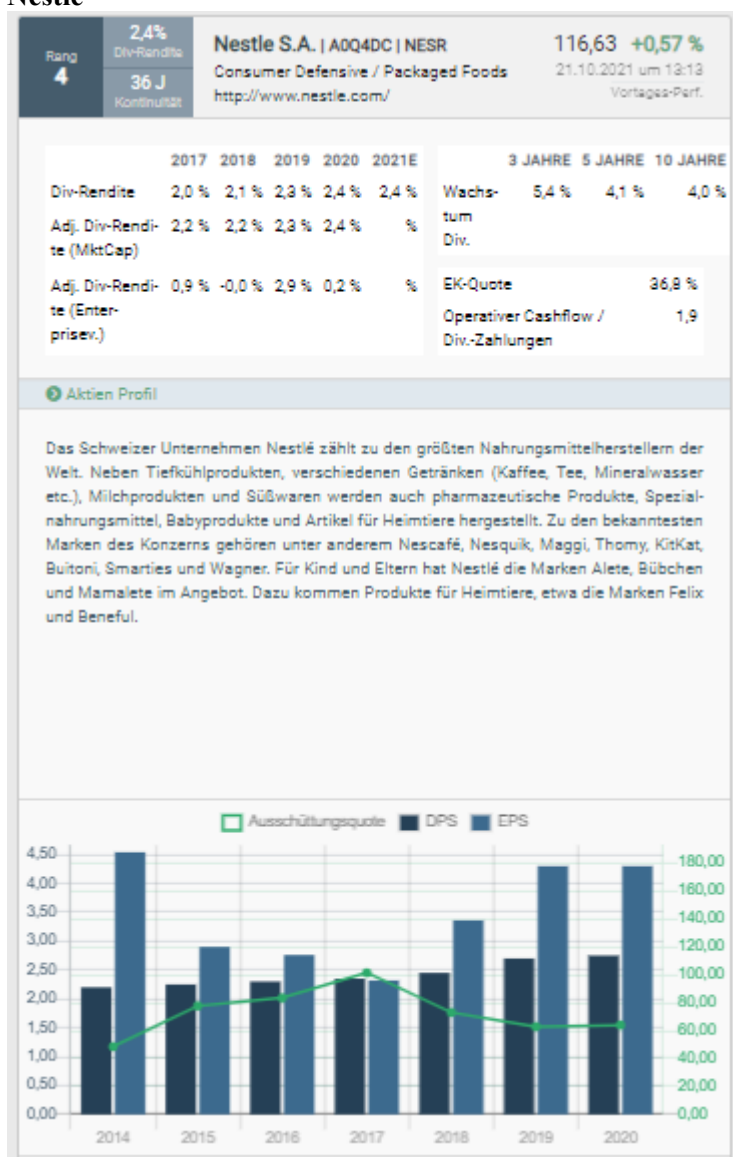 Nestle
Rang
4
2,4%
Div-Rendite
36 J
Kontinuität
Nestle S.A. | A0Q4DC | NESR
Consumer Defensive / Packaged Foods
http://www.nestle.com/
116,63 +0,57 %
21.10.2021 um 13:13
Vortages-Perf.
2017 2018 2019 2020 2021E
Div-Rendite 2,0 % 2,1 % 2,3 % 2,4 % 2,4 %
Adj. Div-Rendi- 2,2 % 2,2 % 2,3 % 2,4 % %
te (MktCap)
Adj. Div-Rendi- 0,9 % -0,0 % 2,9 % 0,2 % %
te (Enter-
prisev.)
3 JAHRE 5 JAHRE 10 JAHRE
Wachs- 5,4 % 4,1 % 4,0 %
tum
Div.
EK-Quote 36,8 %
Operativer Cashflow / 1,9
Div.-Zahlungen
Aktien Profil
Das Schweizer Unternehmen Nestlé zählt zu den größten Nahrungsmittelherstellern der
Welt. Neben Tiefkühlprodukten, verschiedenen Getränken (Kaffee, Tee, Mineralwasser
etc.), Milchprodukten und Süßwaren werden auch pharmazeutische Produkte, Spezial-
nahrungsmittel, Babyprodukte und Artikel für Heimtiere hergestellt. Zu den bekanntesten
Marken des Konzerns gehören unter anderem Nescafé, Nesquik, Maggi, Thomy, KitKat,
Buitoni, Smarties und Wagner. Für Kind und Eltern hat Nestlé die Marken Alete, Bübchen
und Mamalete im Angebot. Dazu kommen Produkte für Heimtiere, etwa die Marken Felix
und Beneful.
Ausschüttungsquote DPS EPS
4,50
4,00
3,50
3,00
2,50
2,00
1,50
1,00
0,50
0,00
180,00
160,00
140,00
120,00
100,00
80,00
60,00
40,00
20,00
0,00
2014 2015 2016 2017 2018 2019 2020